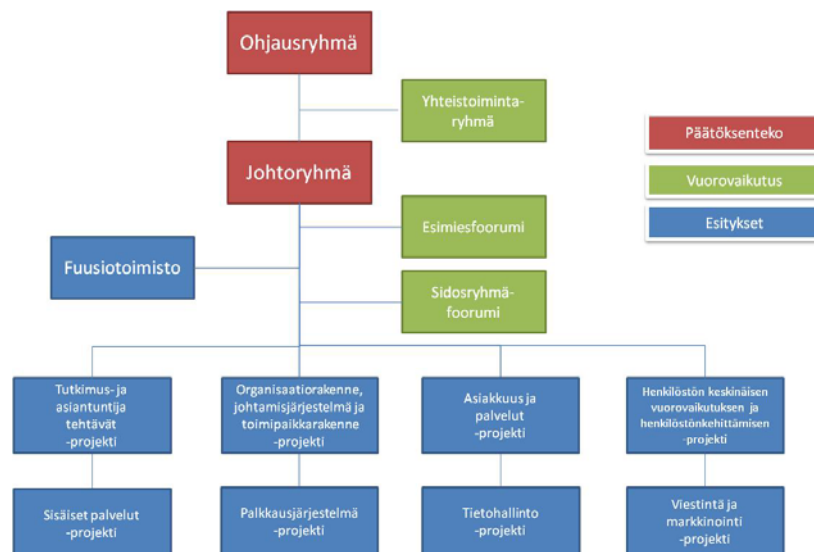 Ohjausryhmä
Yhteistoiminta-
ryhmä
Päätöksenteko
Johtoryhmä
Vuorovaikutus
Esimiesfoorumi
Esitykset
Fuusiotoimisto
Sidosryhmä-
foorumi
Tutkimus- ja
asiantuntija
tehtävät
-projekti
Organisaatiorakenne,
johtamisjärjestelmä ja
toimipaikkarakenne
-projekti
Asiakkuus ja
palvelut
-projekti
Henkilöstön keskinäisen
vuorovaikutuksen ja
henkilöstönkehittämisen
-projekti
Sisäiset palvelut
-projekti
Palkkausjärjestelmä
-projekti
Tietohallinto
-projekti
Viestintä ja
markkinointi
-projekti